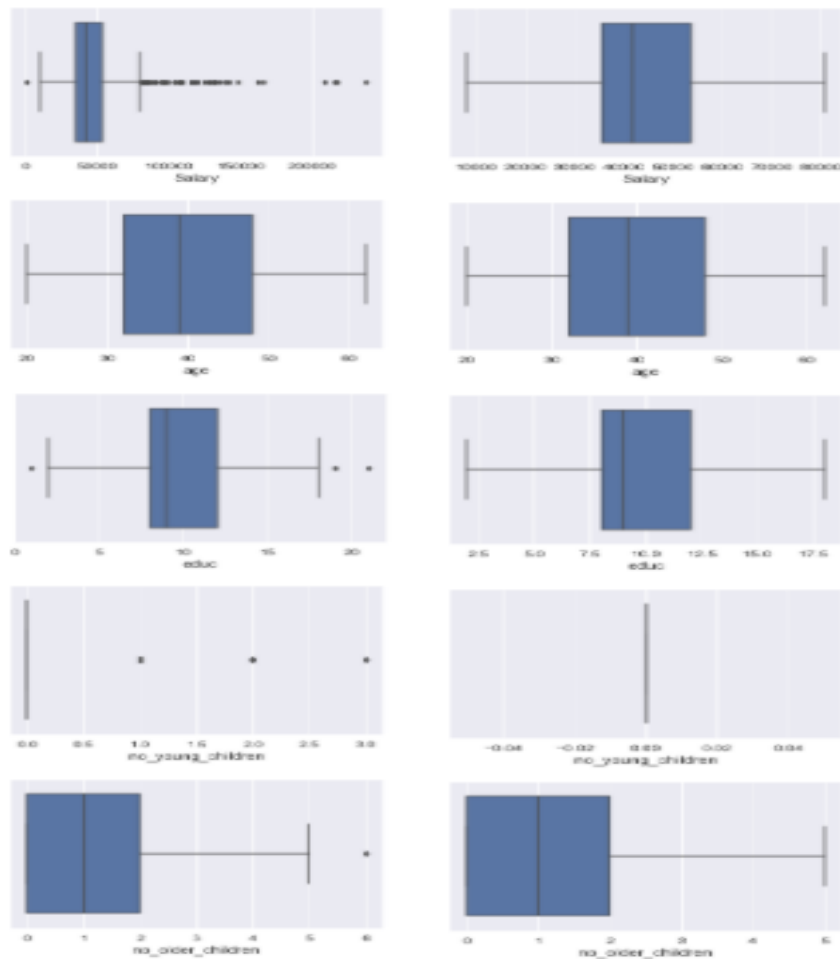 0 50000 100000 150000 200000
Salary
10000 20000 30000 40000 50000 60000 70000 80000
Salary
20 30 40 50 60
age
20 30 40 50 60
age
0 5 10 15 20
educ
2.5 5.0 7.5 10.0 12.5 15.0 17.5
educ
0.0 0.5 1.0 1.5 2.0 2.5 3.0
no_young_children
−0.04 −0.02 0.00 0.02 0.04
no_young_children
0 1 2 3 4 5 6
no_older_children
0 1 2 3 4 5
no_older_children